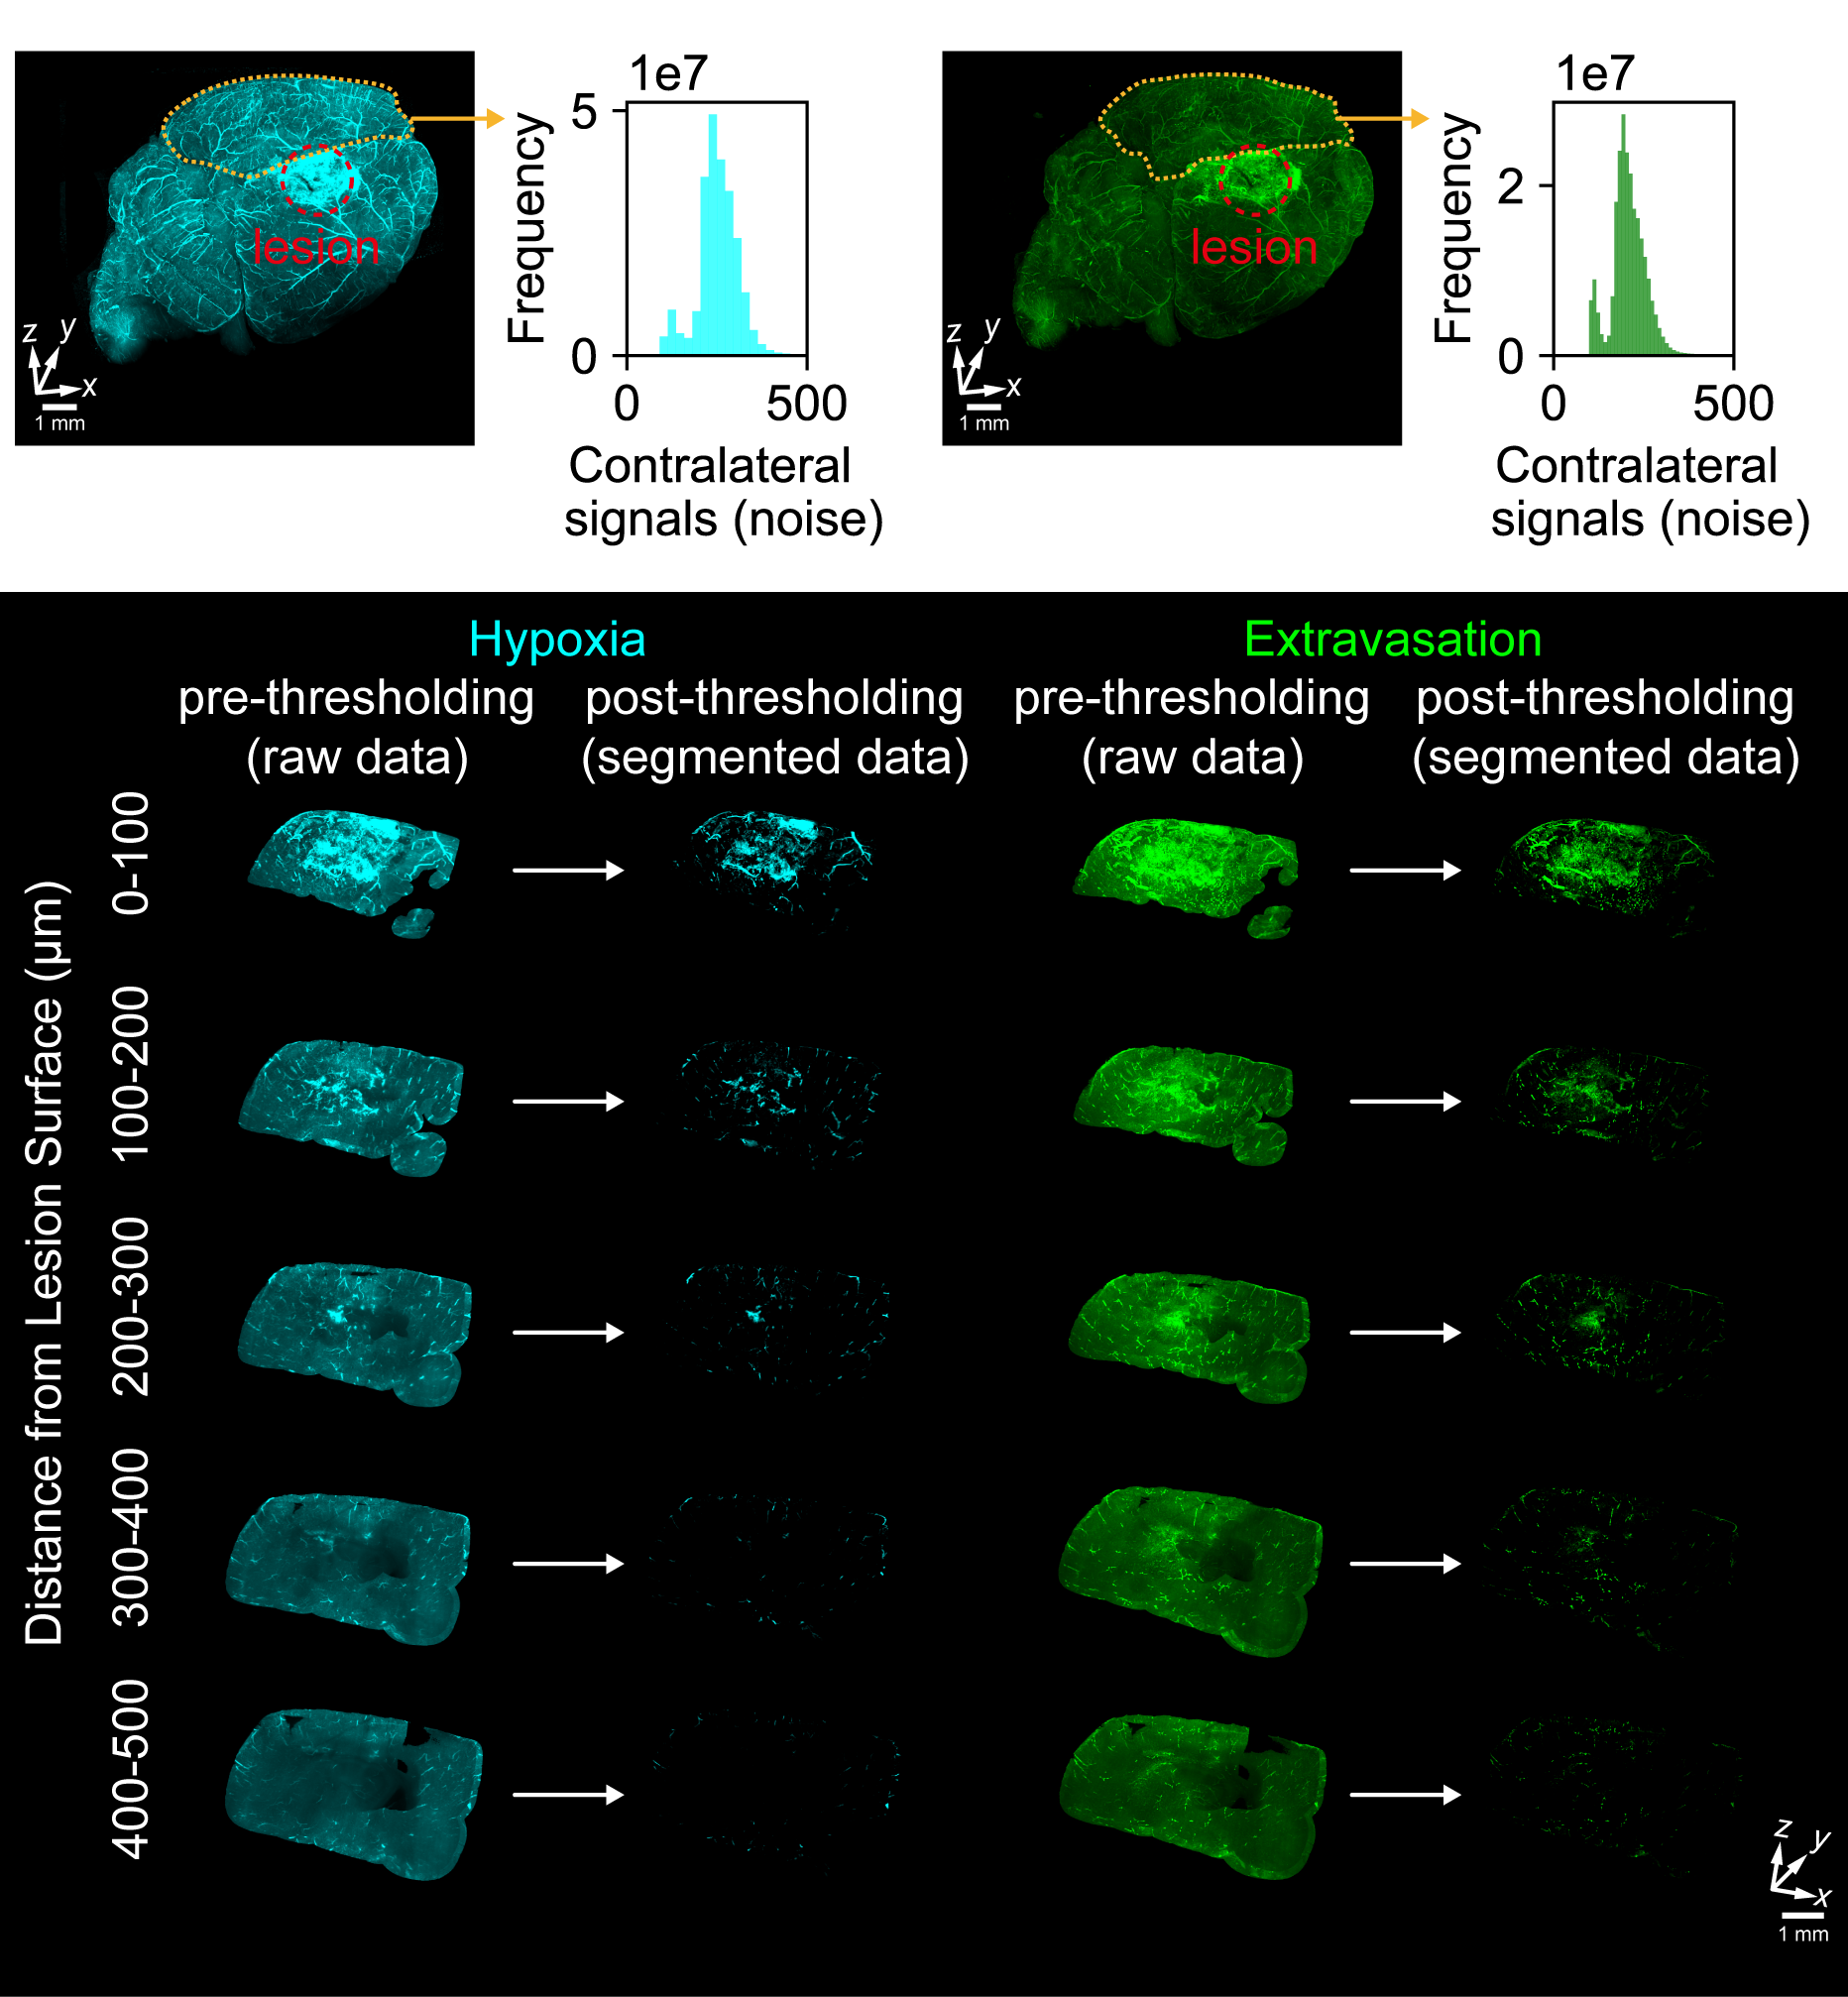 1e7
5
0
Frequency
0 500
Contralateral
signals (noise)
lesion
z y
x
1 mm
1e7
2
0
Frequency
0 500
Contralateral
signals (noise)
lesion
z y
x
1 mm
Hypoxia
Extravasation
pre-thresholding
(raw data)
post-thresholding
(segmented data)
pre-thresholding
(raw data)
post-thresholding
(segmented data)
Distance from Lesion Surface (µm)
0-100
100-200
200-300
300-400
400-500
z y
x
1 mm